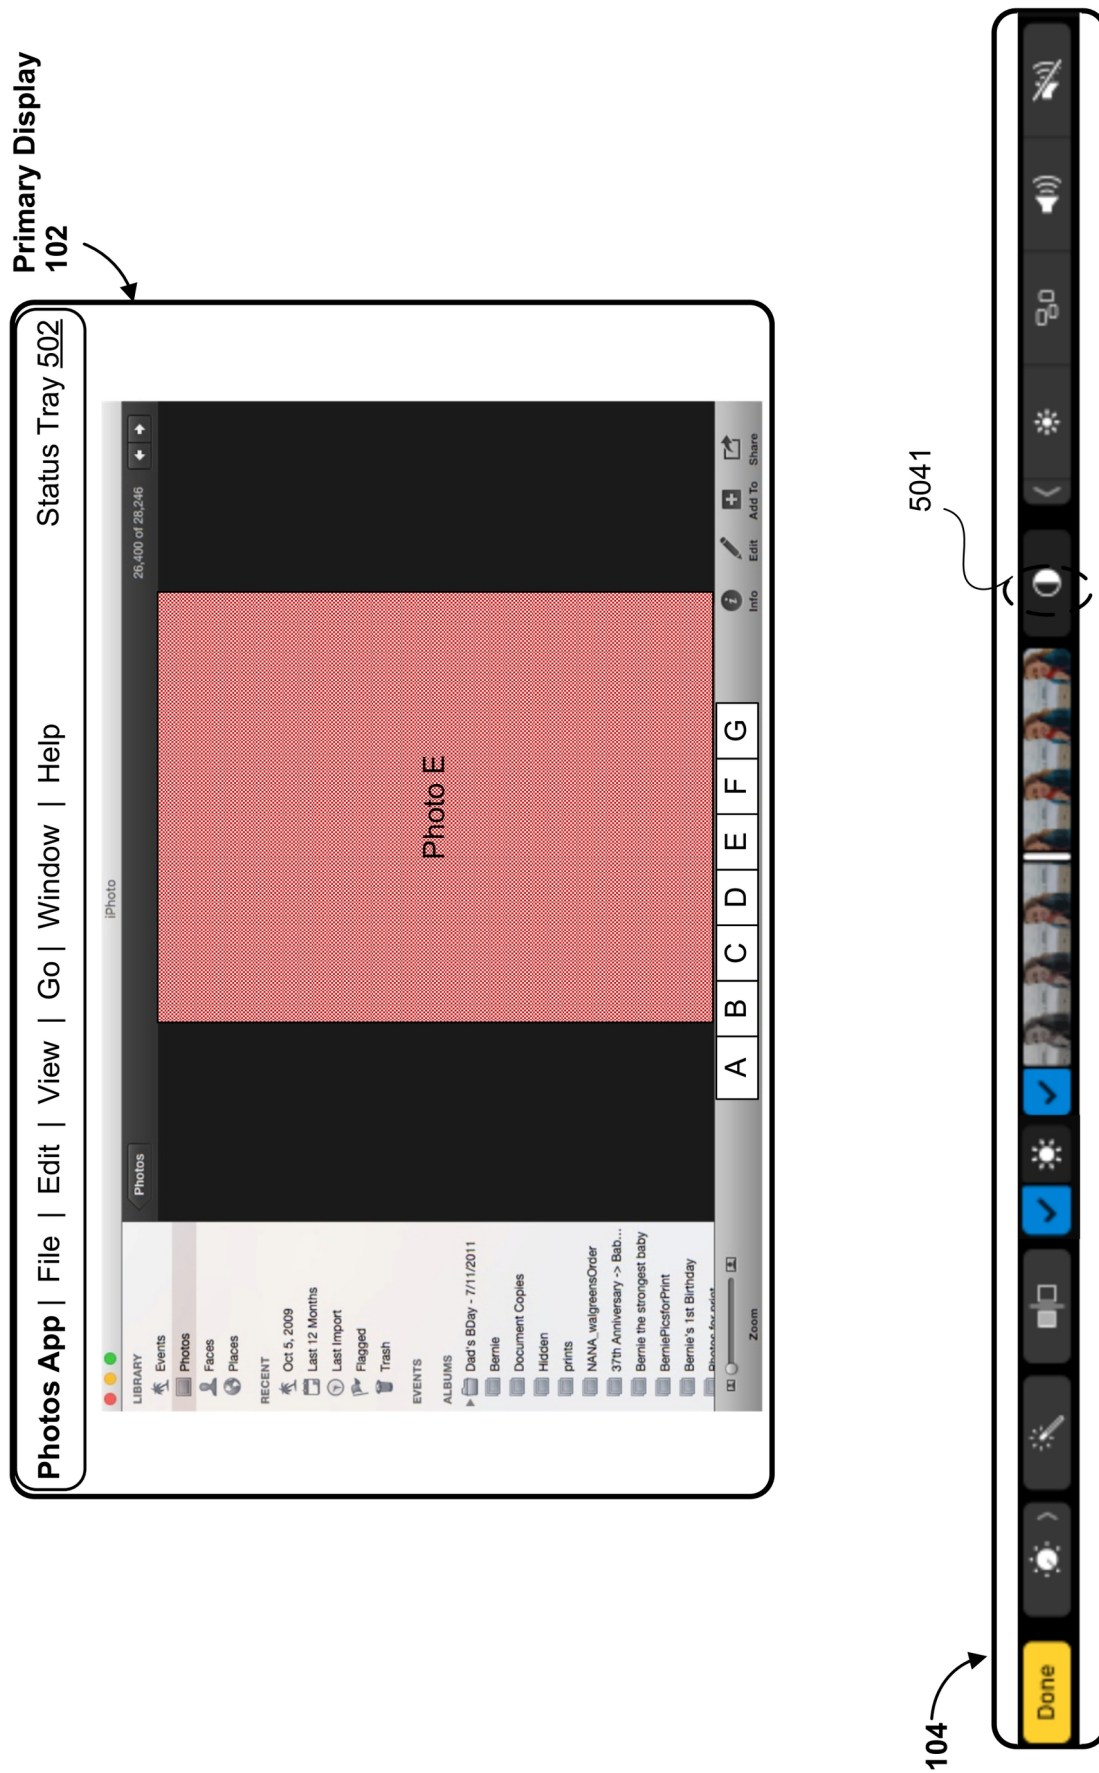 Primary Display
102
Photos App | File | Edit | View | Go | Window | Help
Status Tray 502
iPhoto
Photos
26,400 of 28,246
LIBRARY
Events
Photos
Faces
Places
RECENT
Oct 5, 2009
Last 12 Months
Last Import
Flagged
Trash
EVENTS
ALBUMS
Dad's BDay - 7/11/2011
Bernie
Document Copies
Hidden
prints
NANA_walgreensOrder
37th Anniversary -> Bab...
Bernie the strongest baby
BerniePicsforPrint
Bernie's 1st Birthday
Photos for print
Photo E
A B C D E F G
Zoom
Info
Edit
Add To
Share
104
5041
Done